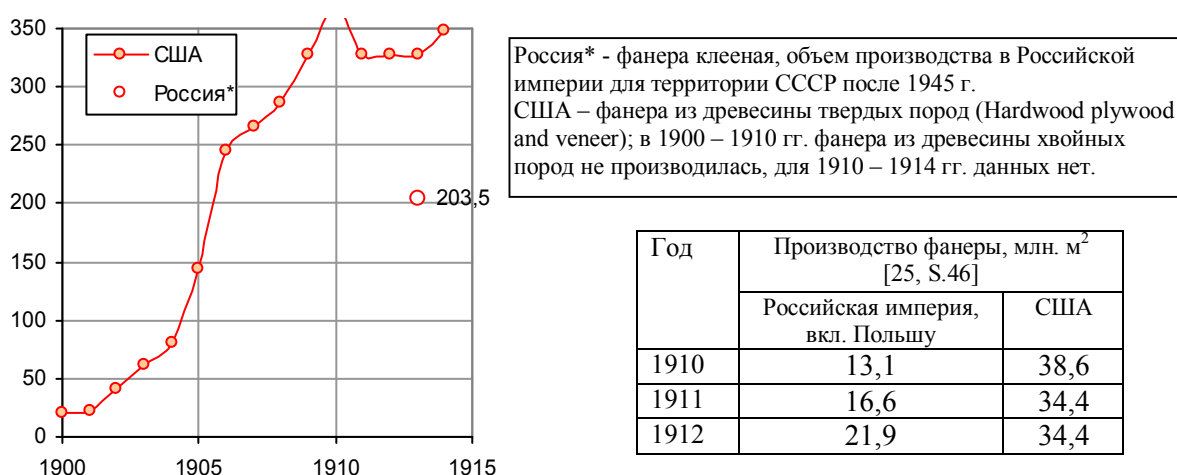 350
300
250
200
150
100
50
0
1900
1905
1910
1915
США
Россия*
203,5
Россия* - фанера клееная, объем производства в Российской
империи для территории СССР после 1945 г.
США – фанера из древесины твердых пород (Hardwood plywood
and veneer); в 1900 – 1910 гг. фанера из древесины хвойных
пород не производилась, для 1910 – 1914 гг. данных нет.
Год Производство фанеры, млн. м²
[25, S.46]
Российская империя, США
вкл. Польшу
1910 13,1 38,6
1911 16,6 34,4
1912 21,9 34,4